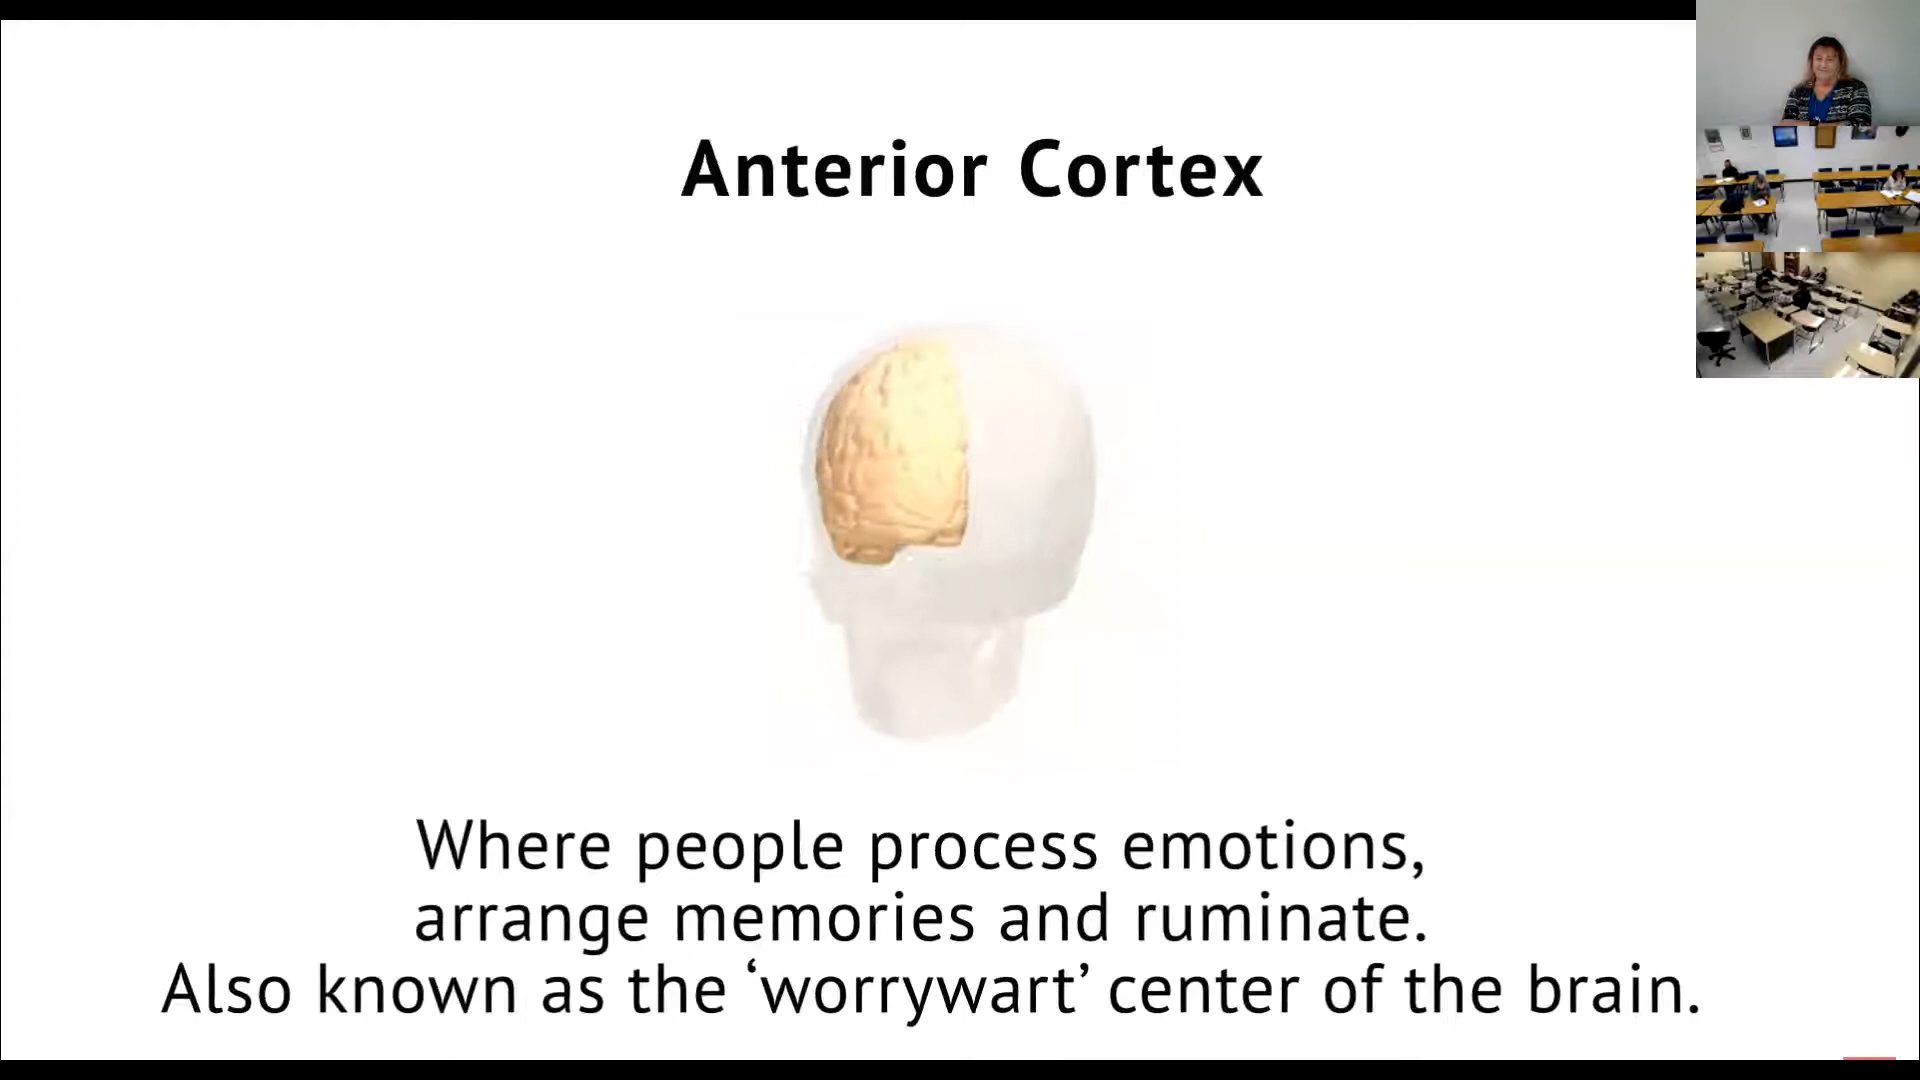 Anterior Cortex
Where people process emotions,
arrange memories and ruminate.
Also known as the ‘worrywart’ center of the brain.